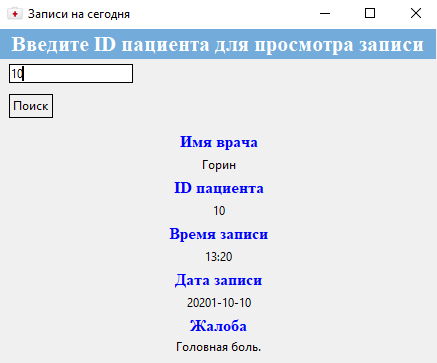 Записи на сегодня
Введите ID пациента для просмотра записи
10
Поиск
Имя врача
Горин
ID пациента
10
Время записи
13:20
Дата записи
20201-10-10
Жалоба
Головная боль.